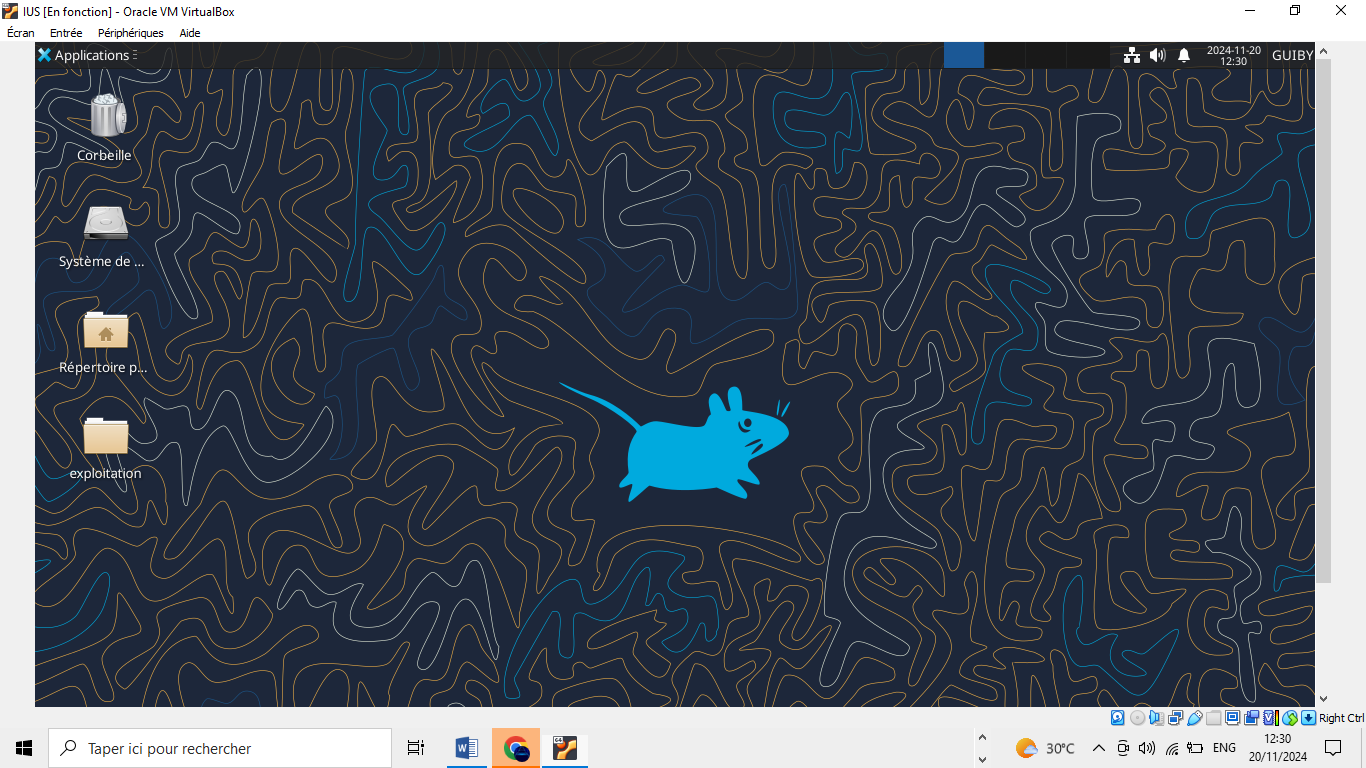 IUS [En fonction] - Oracle VM VirtualBox
Écran Entrée Périphériques Aide
Applications
2024-11-20
12:30
GUIBY
Corbeille
Système de ...
Répertoire p...
exploitation
Right Ctrl
Taper ici pour rechercher
30°C
ENG
12:30
20/11/2024